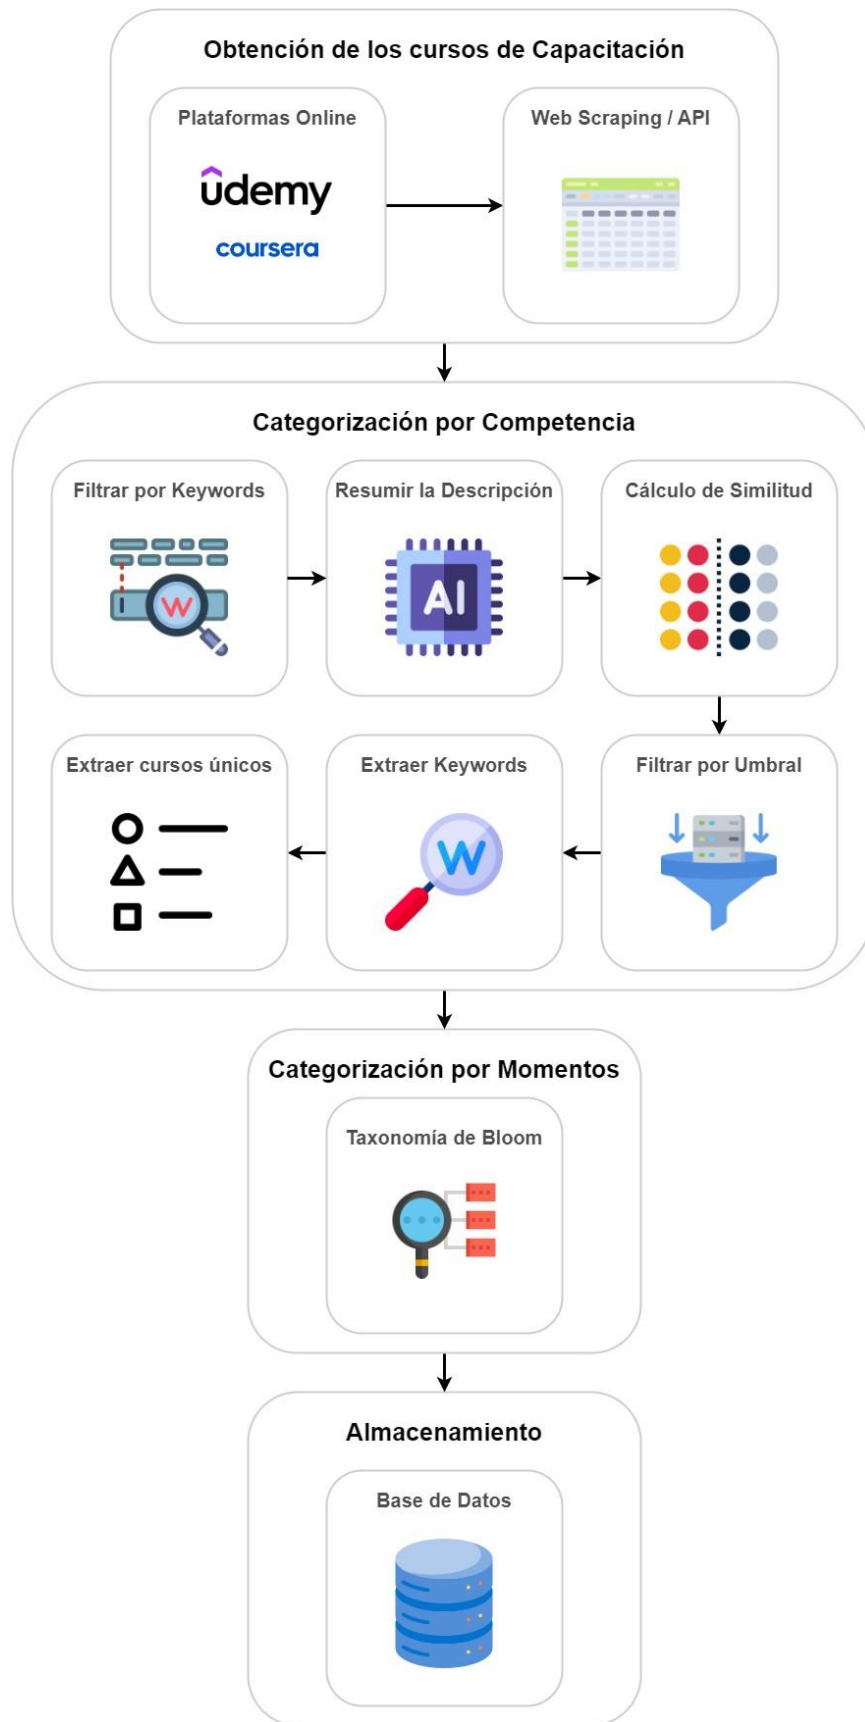 Obtención de los cursos de Capacitación
Plataformas Online
Web Scraping / API
ûdemy
coursera
Categorización por Competencia
Filtrar por Keywords
Resumir la Descripción
Cálculo de Similitud
W
AI
Extraer cursos únicos
Extraer Keywords
Filtrar por Umbral
W
Categorización por Momentos
Taxonomía de Bloom
Almacenamiento
Base de Datos